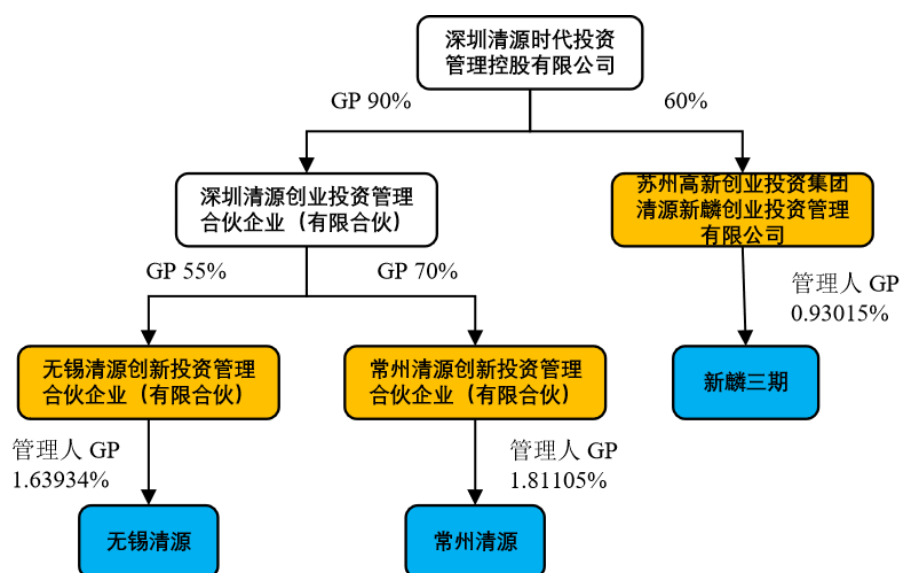 深圳清源时代投资
管理控股有限公司
GP 90%
60%
深圳清源创业投资管理
合伙企业（有限合伙）
苏州高新创业投资集团
清源新麟创业投资管理
有限公司
GP 55%
GP 70%
管理人 GP
0.93015%
无锡清源创新投资管理
合伙企业（有限合伙）
常州清源创新投资管理
合伙企业（有限合伙）
新麟三期
管理人 GP
1.63934%
管理人 GP
1.81105%
无锡清源
常州清源